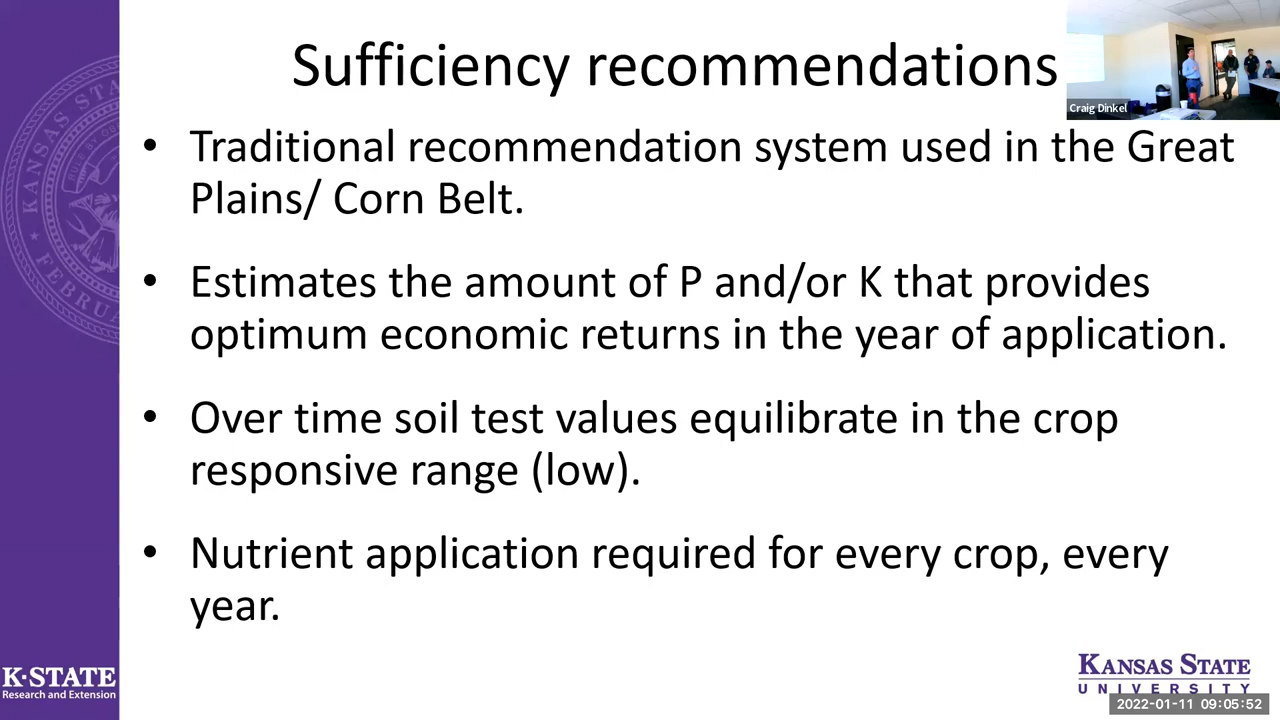 Sufficiency recommendations
Craig Dinkel
• Traditional recommendation system used in the Great
Plains/ Corn Belt.
• Estimates the amount of P and/or K that provides
optimum economic returns in the year of application.
• Over time soil test values equilibrate in the crop
responsive range (low).
• Nutrient application required for every crop, every
year.
KANSAS STA
FEBRUA
K-STATE
Research and Extension
KANSAS STATE
UNIVERSITY
2022-01-11 09:05:52